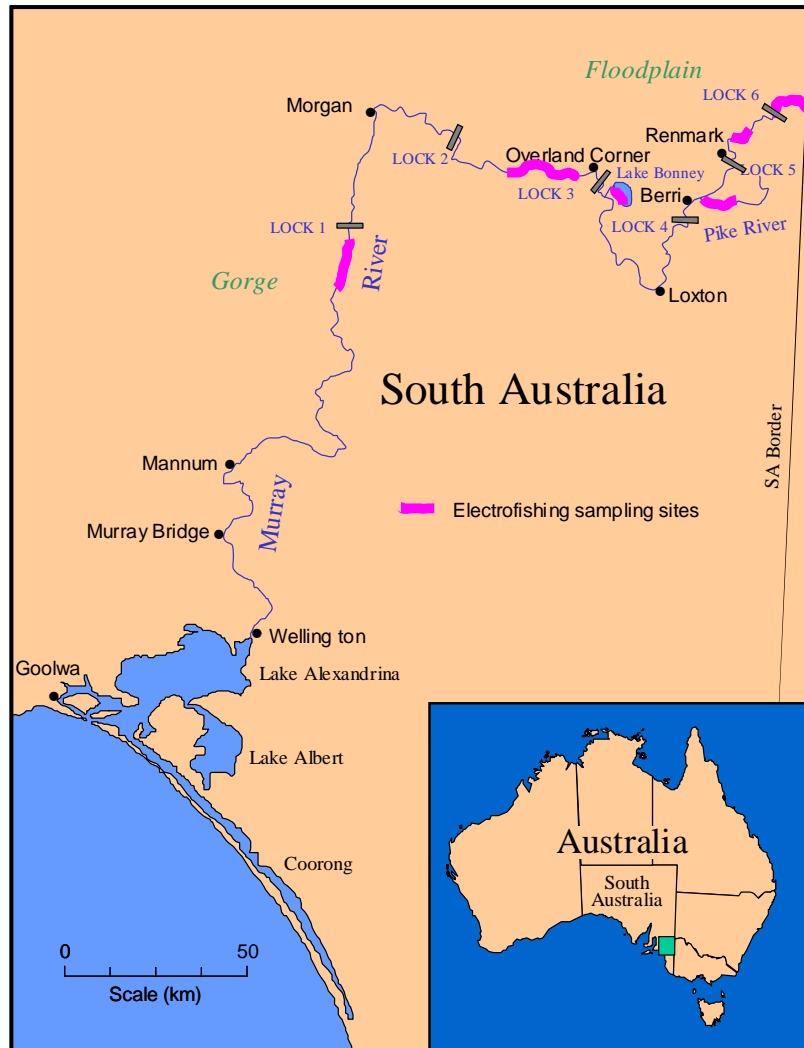 Floodplain
LOCK 6
Morgan
Renmark
LOCK 2
Overland Corner
LOCK 5
Lake Bonney
LOCK 3
Berri
LOCK 1
LOCK 4
Pike River
River
Gorge
Loxton
South Australia
SA Border
Mannum
Murray
Electrofishing sampling sites
Murray Bridge
Welling ton
Goolwa
Lake Alexandrina
Lake Albert
Australia
Coorong
South
Australia
0
50
Scale (km)